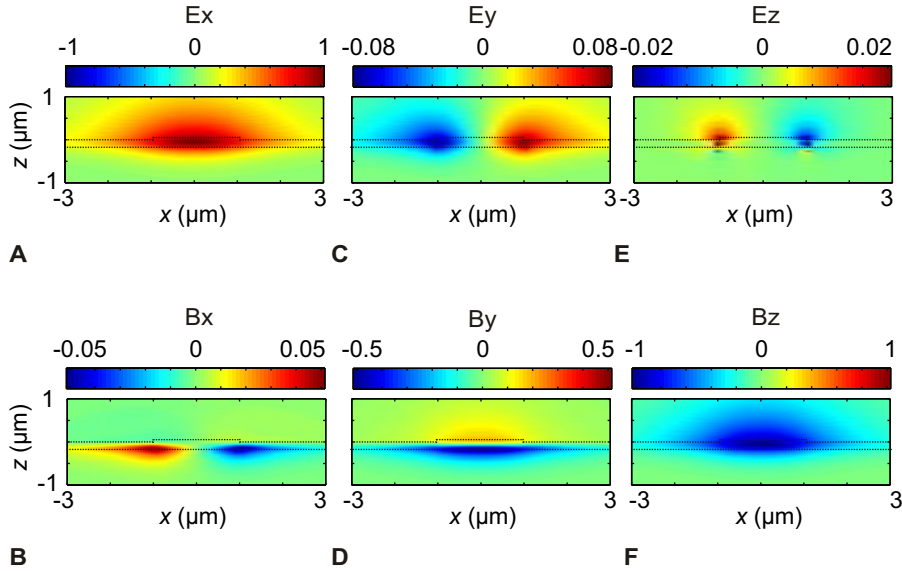 Ex Ey Ez
-1 0 1 -0.08 0 0.08 -0.02 0 0.02
1
z (µm)
-1
-3 3 -3 3 -3 3
x (µm) x (µm) x (µm)
A C E
Bx By Bz
-0.05 0 0.05 -0.5 0 0.5 -1 0 1
1
z (µm)
-1
-3 3 -3 3 -3 3
x (µm) x (µm) x (µm)
B D F